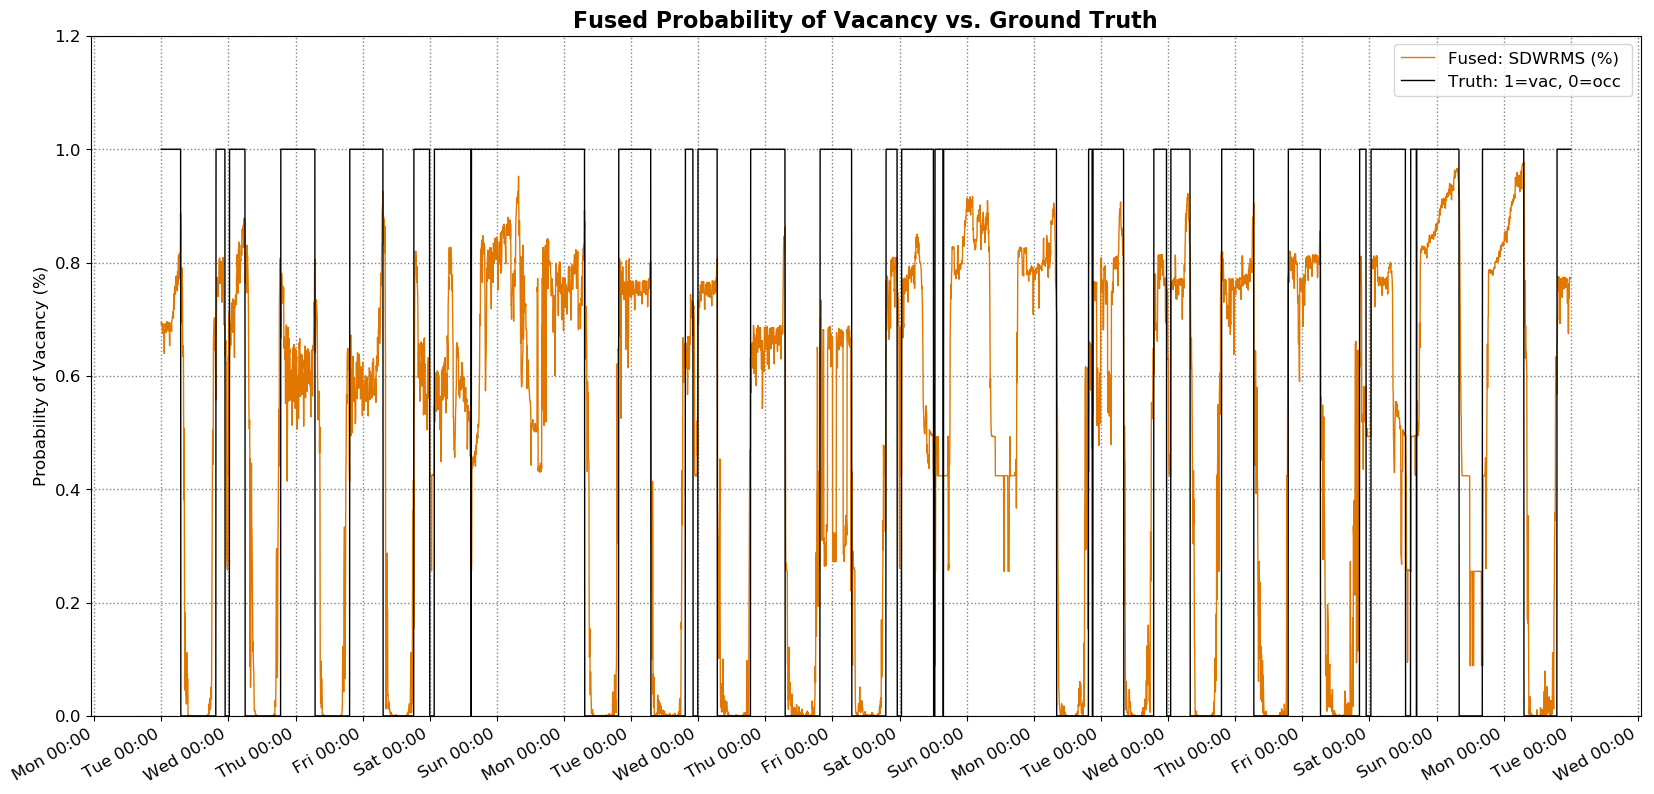 Fused Probability of Vacancy vs. Ground Truth
Fused: SDWRMS (%)
Truth: 1=vac, 0=occ
Probability of Vacancy (%)
1.2
1.0
0.8
0.6
0.4
0.2
0.0
Mon 00:00
Tue 00:00
Wed 00:00
Thu 00:00
Fri 00:00
Sat 00:00
Sun 00:00
Mon 00:00
Tue 00:00
Wed 00:00
Thu 00:00
Fri 00:00
Sat 00:00
Sun 00:00
Mon 00:00
Tue 00:00
Wed 00:00
Thu 00:00
Fri 00:00
Sat 00:00
Sun 00:00
Mon 00:00
Tue 00:00
Wed 00:00